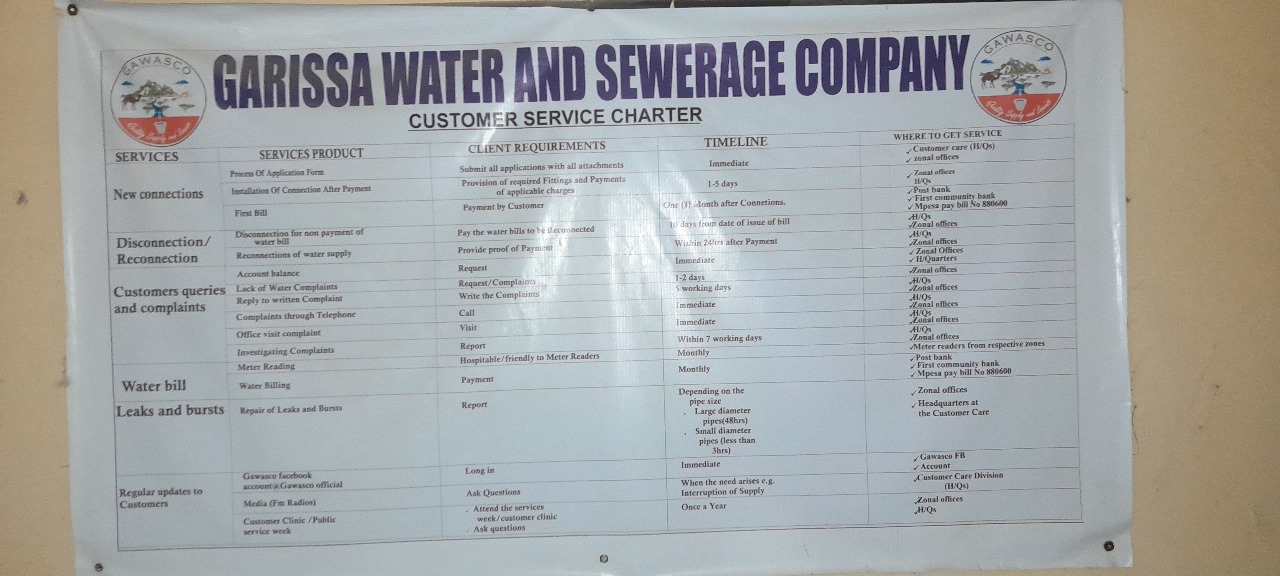 GAWASCO
Quality Supply and Service
GARISSA WATER AND SEWERAGE COMPANY
GAWASCO
Quality Supply and Service
CUSTOMER SERVICE CHARTER
SERVICES SERVICES PRODUCT CLIENT REQUIREMENTS TIMELINE WHERE TO GET SERVICE
New connections
Process Of Application Form
Submit all applications with all attachments
Immediate
✓ Customer care (H/Qs)
✓ zonal offices
Installation Of Connection After Payment
Provision of required Fittings and Payments
of applicable charges
1-5 days
✓ Zonal offices
H/Qs
First Bill
Payment by Customer
One (1) Month after Connetions.
✓ Post bank
✓ First community bank
✓ Mpesa pay bill No 880600
Disconnection/
Reconnection
Disconnection for non payment of
water bill
Pay the water bills to be Reconnected
10 days from date of issue of bill
✓ H/Qs
✓ Zonal offices
Reconnections of water supply
Provide proof of Payment
Within 24hrs after Payment
✓ H/Qs
✓ Zonal offices
Customers queries
and complaints
Account balance
Request
Immediate
✓ Zonal Offices
✓ H/Quarters
Lack of Water Complaints
Request/Complaints
1-2 days
✓ Zonal offices
✓ H/Qs
Reply to written Complaint
Write the Complaints
5 working days
✓ Zonal offices
✓ H/Qs
Complaints through Telephone
Call
Immediate
✓ Zonal offices
✓ H/Qs
Office visit complaint
Visit
Immediate
✓ Zonal offices
✓ H/Qs
Investigating Complaints
Report
Within 7 working days
✓ Zonal offices
Meter Reading
Hospitable/friendly to Meter Readers
Monthly
✓ Meter readers from respective zones
Water bill
Water Billing
Payment
Monthly
✓ Post bank
✓ First community bank
✓ Mpesa pay bill No 880600
Leaks and bursts
Repair of Leaks and Bursts
Report
Depending on the
pipe size
. Large diameter
pipes(48hrs)
. Small diameter
pipes (less than
3hrs)
✓ Zonal offices
✓ Headquarters at
the Customer Care
Regular updates to
Customers
Gawasco facebook
account@Gawasco official
Long in
Immediate
✓ Gawasco FB
✓ Account
Media (Fm Radios)
Ask Questions
When the need arises e.g.
Interruption of Supply
✓ Customer Care Division
(H/Qs)
Customer Clinic /Public
service week
. Attend the services
week/customer clinic
. Ask questions
Once a Year
✓ Zonal offices
✓ H/Qs